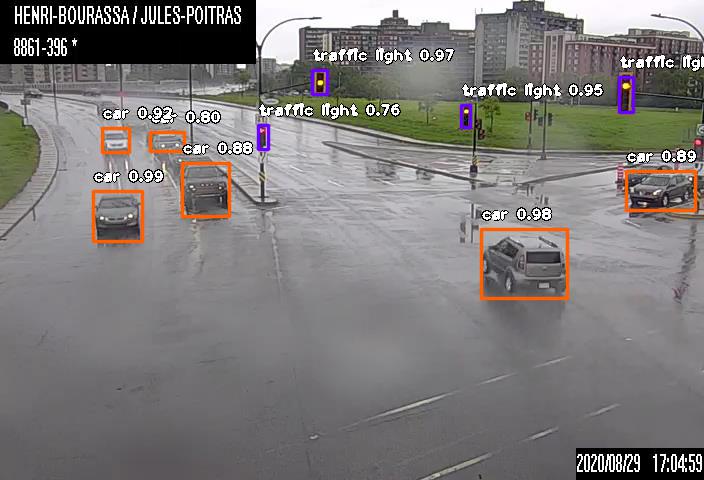 HENRI-BOURASSA / JULES-POITRAS
8861-396 *
traffic light 0.97
traffic ligh
traffic light 0.95
traffic light 0.76
car 0.92
0.80
car 0.88
car 0.89
car 0.99
car 0.98
2020/08/29 17:04:59